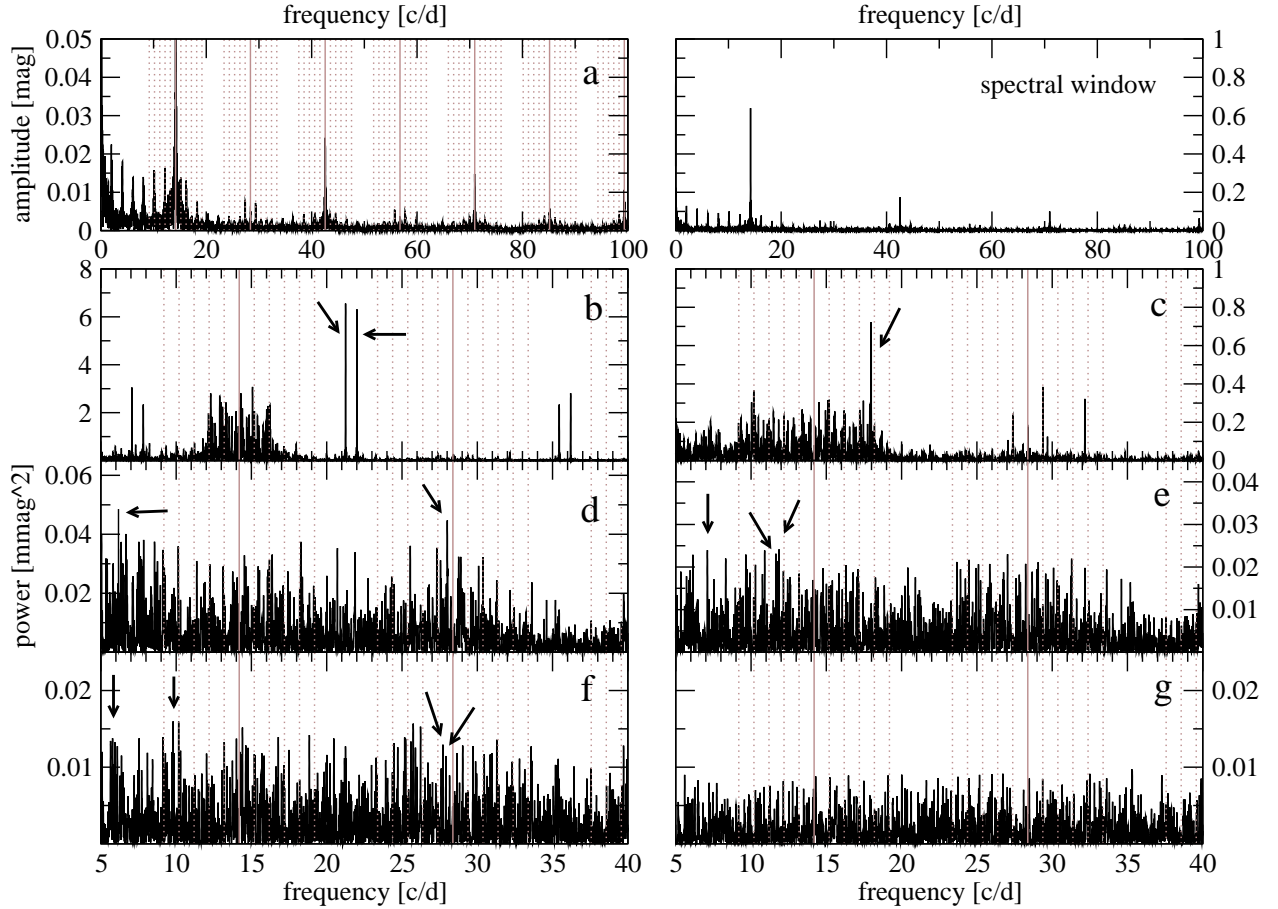 frequency [c/d] frequency [c/d]
0.05 1
0.04 a 0.8
spectral window
0.03 0.6
0.02 0.4
0.01 0.2
0 0
0 20 40 60 80 100 0 20 40 60 80 100
amplitude [mag]
8 1
6 b c 0.8
0.6
4
0.4
2
0.2
0
0.06 0.04
d e
0.04 0.03
0.02
0.02
0.01
power [mmag^2]
f g
0.02 0.02
0.01 0.01
5 10 15 20 25 30 35 40 5 10 15 20 25 30 35 40
frequency [c/d] frequency [c/d]